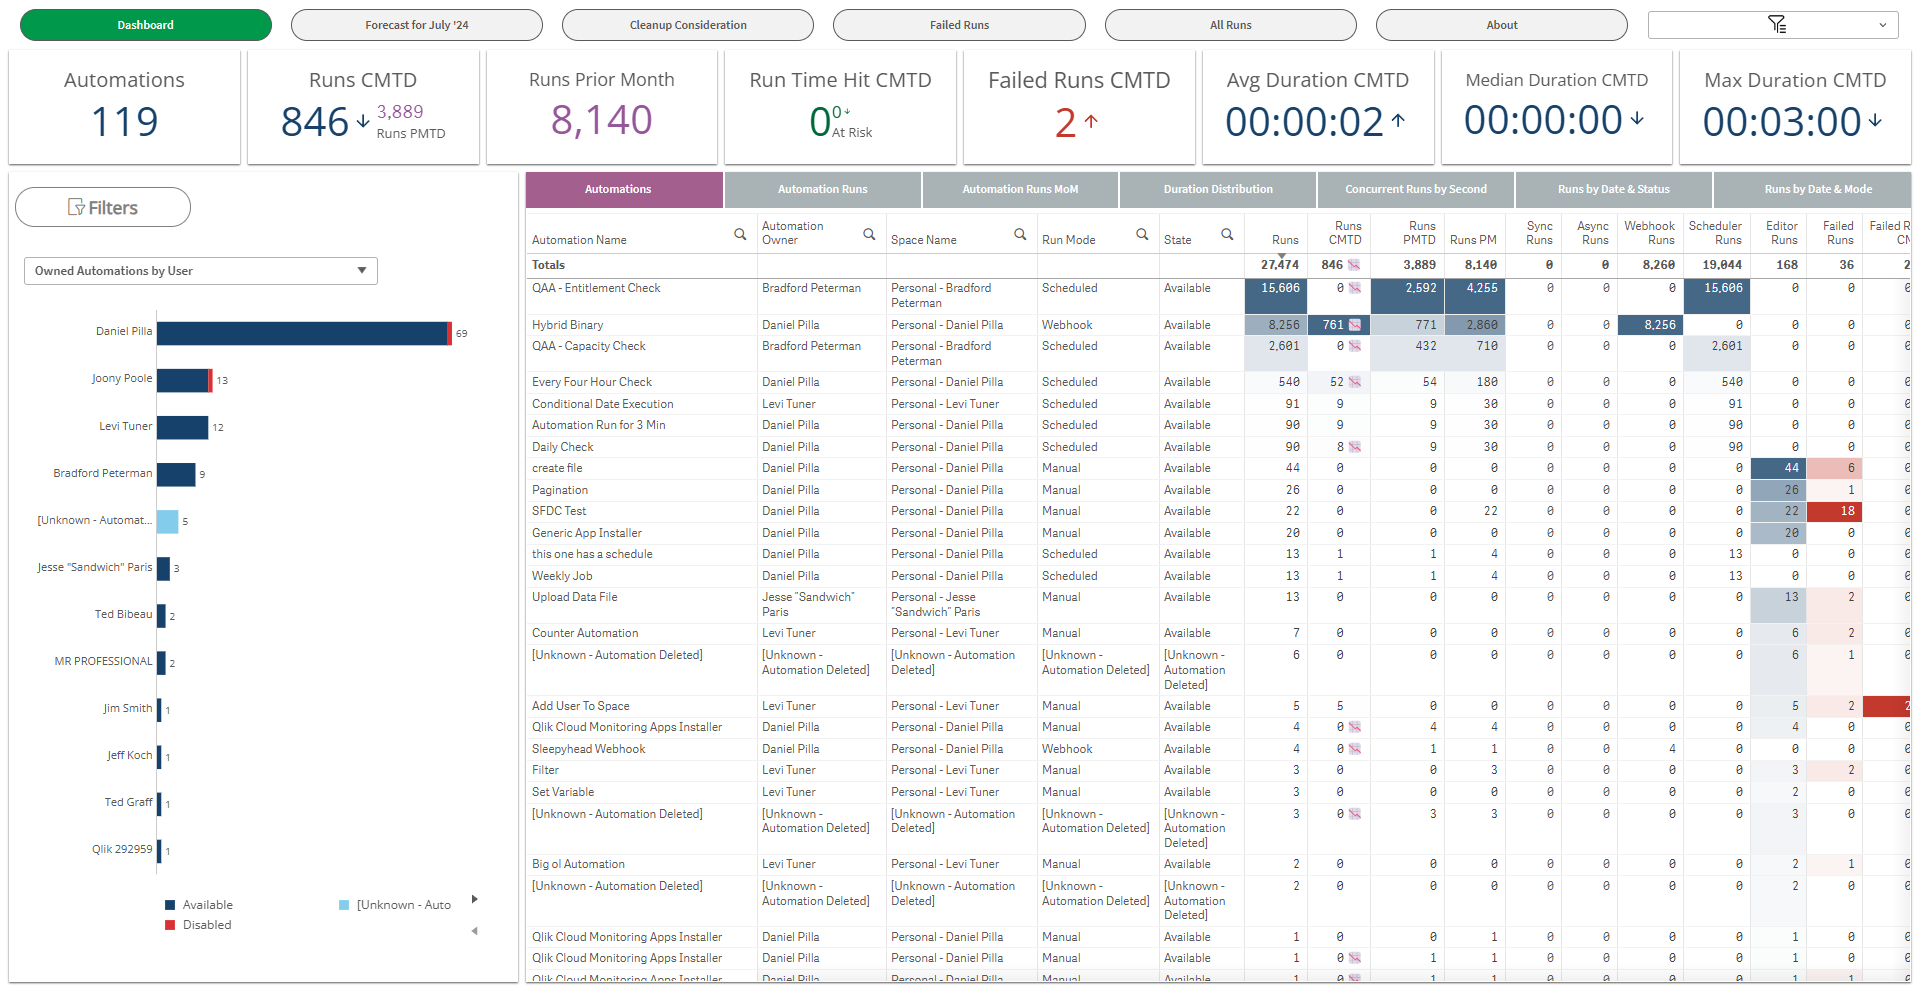 Dashboard
Forecast for July '24
Cleanup Consideration
Failed Runs
All Runs
About
Automations
119
Runs CMTD
846 3,889
Runs PMTD
Runs Prior Month
8,140
Run Time Hit CMTD
0 0
At Risk
Failed Runs CMTD
2
Avg Duration CMTD
00:00:02
Median Duration CMTD
00:00:00
Max Duration CMTD
00:03:00
Filters
Owned Automations by User
Daniel Pilla 69
Joony Poole 13
Levi Tuner 12
Bradford Peterman 9
[Unknown - Automat... 5
Jesse "Sandwich" Paris 3
Ted Bibeau 2
MR PROFESSIONAL 2
Jim Smith 1
Jeff Koch 1
Ted Graff 1
Qlik 292959 1
Available
[Unknown - Auto
Disabled
Automations
Automation Runs
Automation Runs MoM
Duration Distribution
Concurrent Runs by Second
Runs by Date & Status
Runs by Date & Mode
Automation Name
Automation
Owner
Space Name
Run Mode
State
Runs
Runs
CMTD
Runs
PMTD
Runs PM
Sync
Runs
Async
Runs
Webhook
Runs
Scheduler
Runs
Editor
Runs
Failed
Runs
Failed R
CM
Totals 27,474 846 3,889 8,140 0 0 8,260 19,044 168 36 2
QAA - Entitlement Check Bradford Peterman Personal - Bradford Scheduled Available 15,606 0 2,592 4,255 0 0 0 15,606 0 0 0
Peterman
Hybrid Binary Daniel Pilla Personal - Daniel Pilla Webhook Available 8,256 761 771 2,860 0 0 8,256 0 0 0 0
QAA - Capacity Check Bradford Peterman Personal - Bradford Scheduled Available 2,601 0 432 710 0 0 0 2,601 0 0 0
Peterman
Every Four Hour Check Daniel Pilla Personal - Daniel Pilla Scheduled Available 540 52 54 180 0 0 0 540 0 0 0
Conditional Date Execution Levi Tuner Personal - Levi Tuner Scheduled Available 91 9 9 30 0 0 0 91 0 0 0
Automation Run for 3 Min Daniel Pilla Personal - Daniel Pilla Scheduled Available 90 9 9 30 0 0 0 90 0 0 0
Daily Check Daniel Pilla Personal - Daniel Pilla Scheduled Available 90 8 9 30 0 0 0 90 0 0 0
create file Daniel Pilla Personal - Daniel Pilla Manual Available 44 0 0 0 0 0 0 0 44 6 0
Pagination Daniel Pilla Personal - Daniel Pilla Manual Available 26 0 0 0 0 0 0 0 26 1 0
SFDC Test Daniel Pilla Personal - Daniel Pilla Manual Available 22 0 0 22 0 0 0 0 22 18 0
Generic App Installer Daniel Pilla Personal - Daniel Pilla Manual Available 20 0 0 0 0 0 0 0 20 0 0
this one has a schedule Daniel Pilla Personal - Daniel Pilla Scheduled Available 13 1 1 4 0 0 0 13 0 0 0
Weekly Job Daniel Pilla Personal - Daniel Pilla Scheduled Available 13 1 1 4 0 0 0 13 0 0 0
Upload Data File Jesse "Sandwich" Personal - Jesse Manual Available 13 0 0 0 0 0 0 0 13 2 0
Paris "Sandwich" Paris
Counter Automation Levi Tuner Personal - Levi Tuner Manual Available 7 0 0 0 0 0 0 0 6 2 0
[Unknown - Automation Deleted] [Unknown - [Unknown - Automation [Unknown - [Unknown - 6 0 0 0 0 0 0 0 6 1 0
Automation Deleted] Deleted] Automation Deleted] Automation
Deleted]
Add User To Space Levi Tuner Personal - Levi Tuner Manual Available 5 5 0 0 0 0 0 0 5 2 2
Qlik Cloud Monitoring Apps Installer Daniel Pilla Personal - Daniel Pilla Manual Available 4 0 4 4 0 0 0 0 4 0 0
Sleepyhead Webhook Daniel Pilla Personal - Daniel Pilla Webhook Available 4 0 1 1 0 0 4 0 0 0 0
Filter Levi Tuner Personal - Levi Tuner Manual Available 3 0 0 3 0 0 0 0 3 2 0
Set Variable Levi Tuner Personal - Levi Tuner Manual Available 3 0 0 0 0 0 0 0 2 0 0
[Unknown - Automation Deleted] [Unknown - [Unknown - Automation [Unknown - [Unknown - 3 0 3 3 0 0 0 0 3 0 0
Automation Deleted] Deleted] Automation Deleted] Automation
Deleted]
Big ol Automation Levi Tuner Personal - Levi Tuner Manual Available 2 0 0 0 0 0 0 0 2 1 0
[Unknown - Automation Deleted] [Unknown - [Unknown - Automation [Unknown - [Unknown - 2 0 0 0 0 0 0 0 2 0 0
Automation Deleted] Deleted] Automation Deleted] Automation
Deleted]
Qlik Cloud Monitoring Apps Installer Daniel Pilla Personal - Daniel Pilla Manual Available 1 0 0 1 0 0 0 0 1 0 0
Qlik Cloud Monitoring Apps Installer Daniel Pilla Personal - Daniel Pilla Manual Available 1 0 1 1 0 0 0 0 1 0 0
Qlik Cloud Monitoring Apps Installer Daniel Pilla Personal - Daniel Pilla Manual Available 1 0 1 1 0 0 0 0 1 1 0